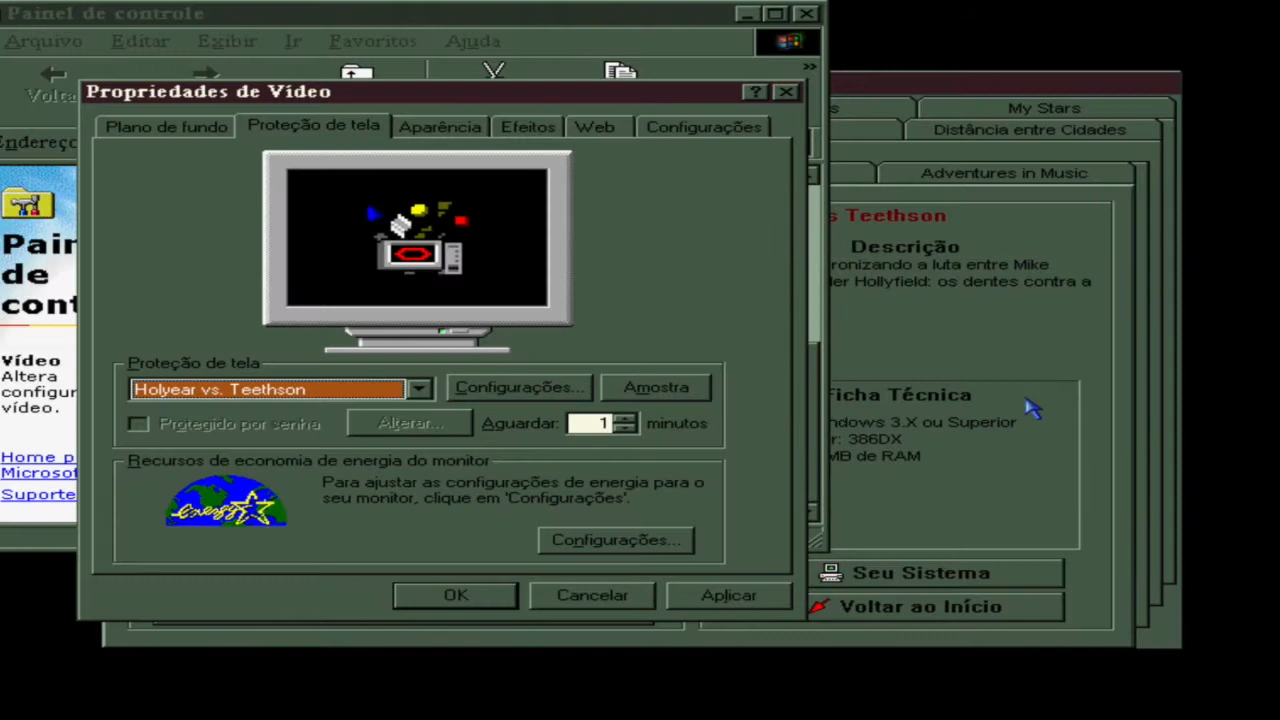 Painel de controle
Arquivo Editar Exibir Ir Favoritos Ajuda
»
Propriedades de Vídeo
Plano de fundo Proteção de tela Aparência Efeitos Web Configurações
My Stars
Distância entre Cidades
Adventures in Music
s Teethson
Descrição
ronizando a luta entre Mike
der Hollyfield: os dentes contra a
Vídeo
Altera
vídeo.
Proteção de tela
Holyear vs. Teethson Configurações... Amostra
Protegido por senha Alterar... Aguardar: 1 minutos
Recursos de economia de energia do monitor
energy
Para ajustar as configurações de energia para o
seu monitor, clique em 'Configurações'.
Configurações...
OK Cancelar Aplicar
Ficha Técnica
ndows 3.X ou Superior
r: 386DX
MB de RAM
Seu Sistema
Voltar ao Início
Pain
de
cont
configur
Home p
Microsof
Suporte